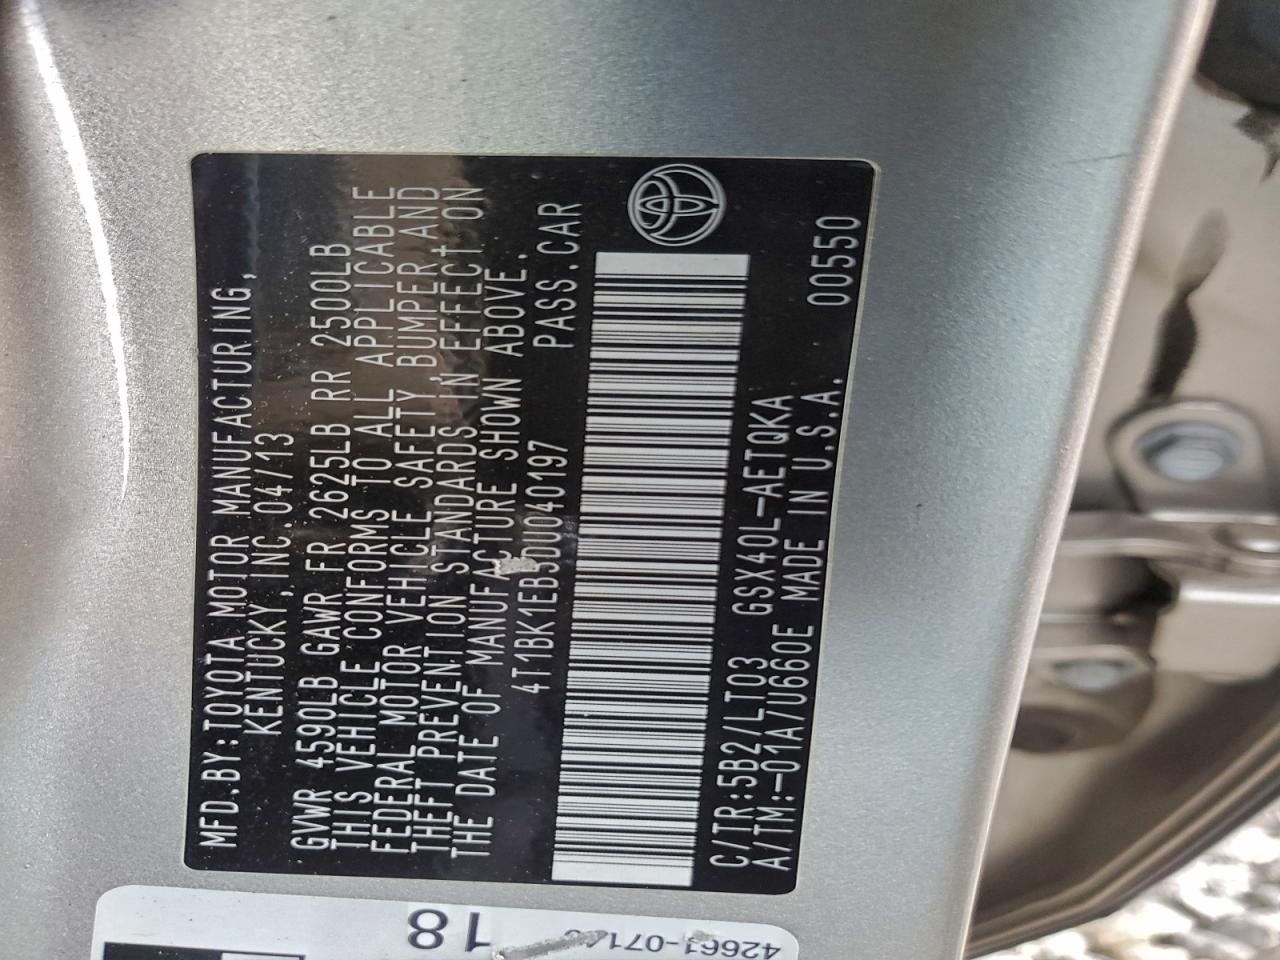 MFD.BY:TOYOTA MOTOR MANUFACTURING,
KENTUCKY,INC.04/13
GVWR 4590LB GAWR FR 2625LB RR 2500LB
THIS VEHICLE CONFORMS TO ALL APPLICABLE
FEDERAL MOTOR VEHICLE SAFETY,BUMPER AND
THEFT PREVENTION STANDARDS IN EFFECT ON
THE DATE OF MANUFACTURE SHOWN ABOVE.
4T1BK1EB3DU040197 PASS.CAR
C/TR:5B2/LT03 GSX40L-AETQKA
A/TM:-01A/U660E MADE IN U.S.A. 00550
18